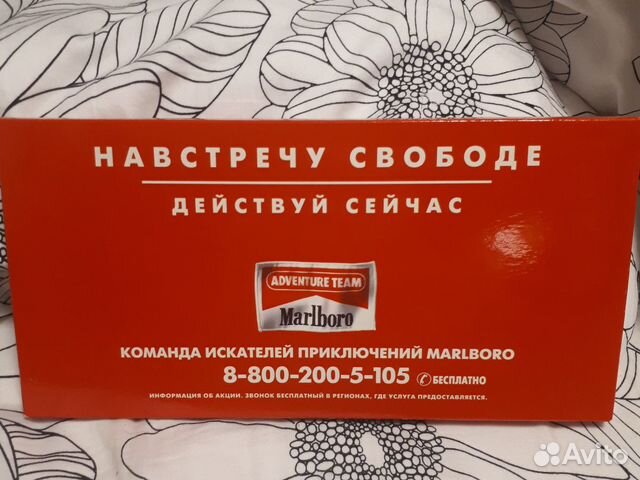 НАВСТРЕЧУ СВОБОДЕ
ДЕЙСТВУЙ СЕЙЧАС
ADVENTURE TEAM
Marlboro
КОМАНДА ИСКАТЕЛЕЙ ПРИКЛЮЧЕНИЙ MARLBORO
8-800-200-5-105 БЕСПЛАТНО
ИНФОРМАЦИЯ ОБ АКЦИИ. ЗВОНОК БЕСПЛАТНЫЙ В РЕГИОНАХ, ГДЕ УСЛУГА ПРЕДОСТАВЛЯЕТСЯ.
Avito